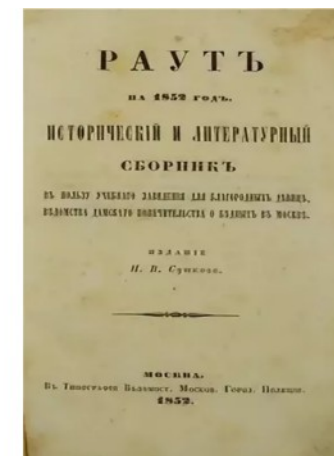 РАУТЪ
НА 1852 ГОДЪ.
ИСТОРИЧЕСКІЙ И ЛИТЕРАТУРНЫЙ
СБОРНИКЪ
ВЪ ПОЛЬЗУ УЧЕБНАГО ЗАВЕДЕНІЯ ДЛЯ БЛАГОРОДНЫХЪ ДѢВИЦЪ,
ВѢДОМСТВА ДАМСКАГО ПОПЕЧИТЕЛЬСТВА О БѢДНЫХЪ ВЪ МОСКВѢ.
ИЗДАНІЕ
Н. В. Сушкова.
МОСКВА.
Въ Типографіи Вѣдомост. Москов. Город. Полиціи.
1852.